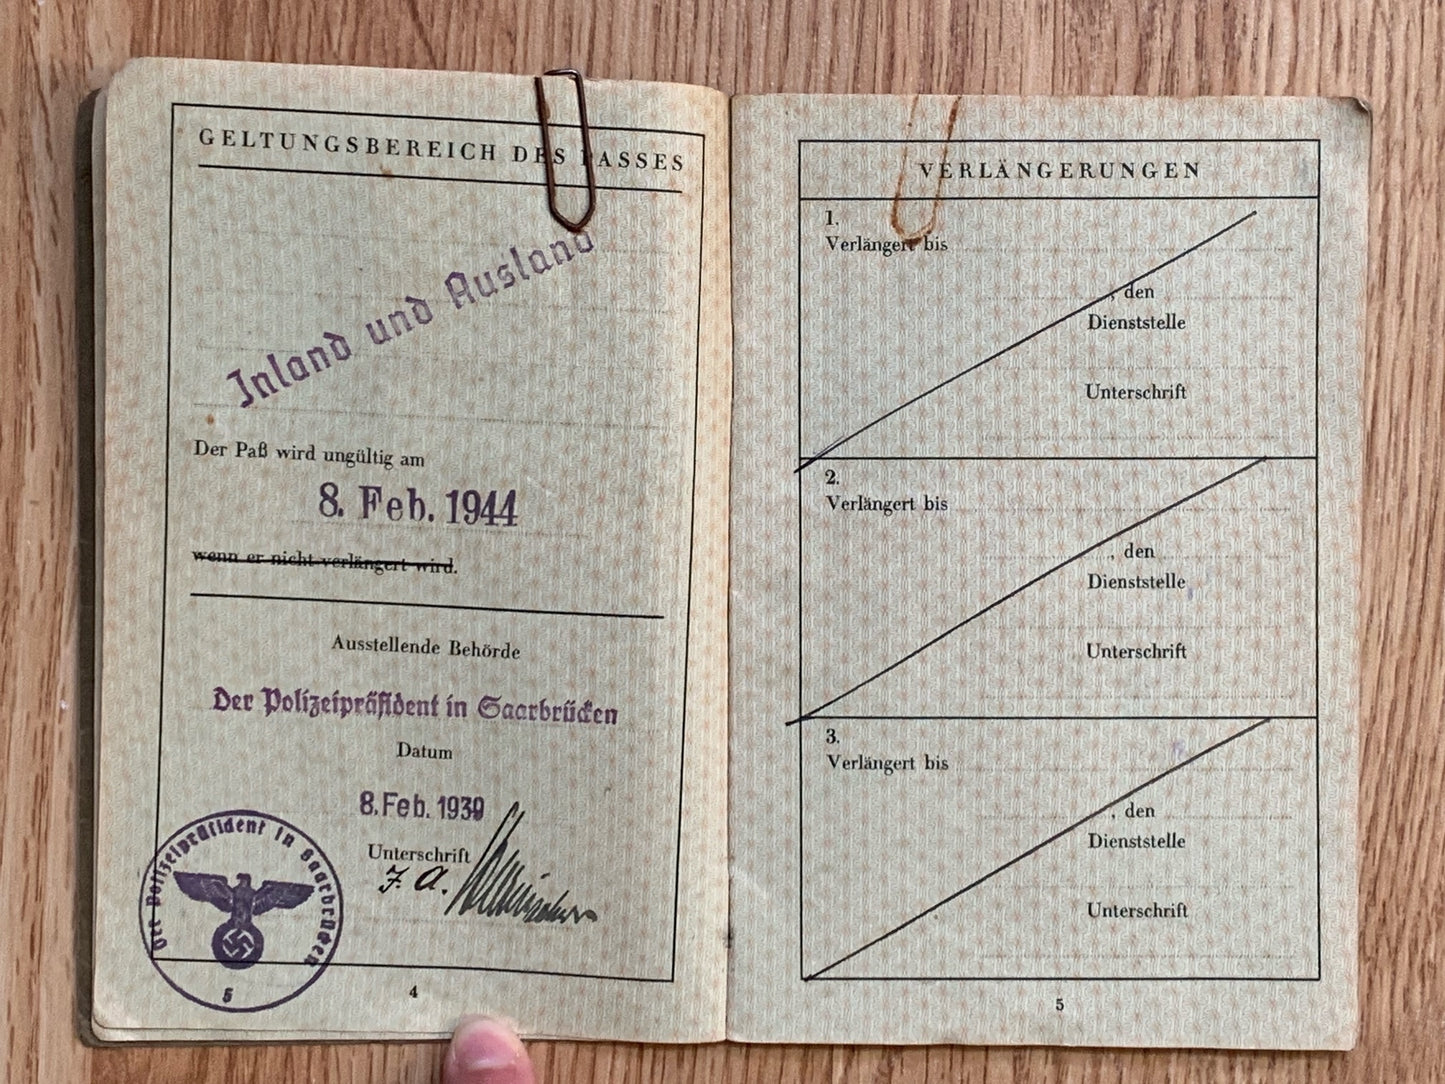 GELTUNGSBEREICH DES PASSES
Inland und Ausland
Der Paß wird ungültig am
8. Feb. 1944
wenn er nicht verlängert wird.
Ausstellende Behörde
Der Polizeipräsident in Saarbrücken
Datum
8. Feb. 1939
Unterschrift
J. A.
Der Polizeipräsident in Saarbrücken
5
4
VERLÄNGERUNGEN
1.
Verlängert bis
, den
Dienststelle
Unterschrift
2.
Verlängert bis
, den
Dienststelle
Unterschrift
3.
Verlängert bis
, den
Dienststelle
Unterschrift
5